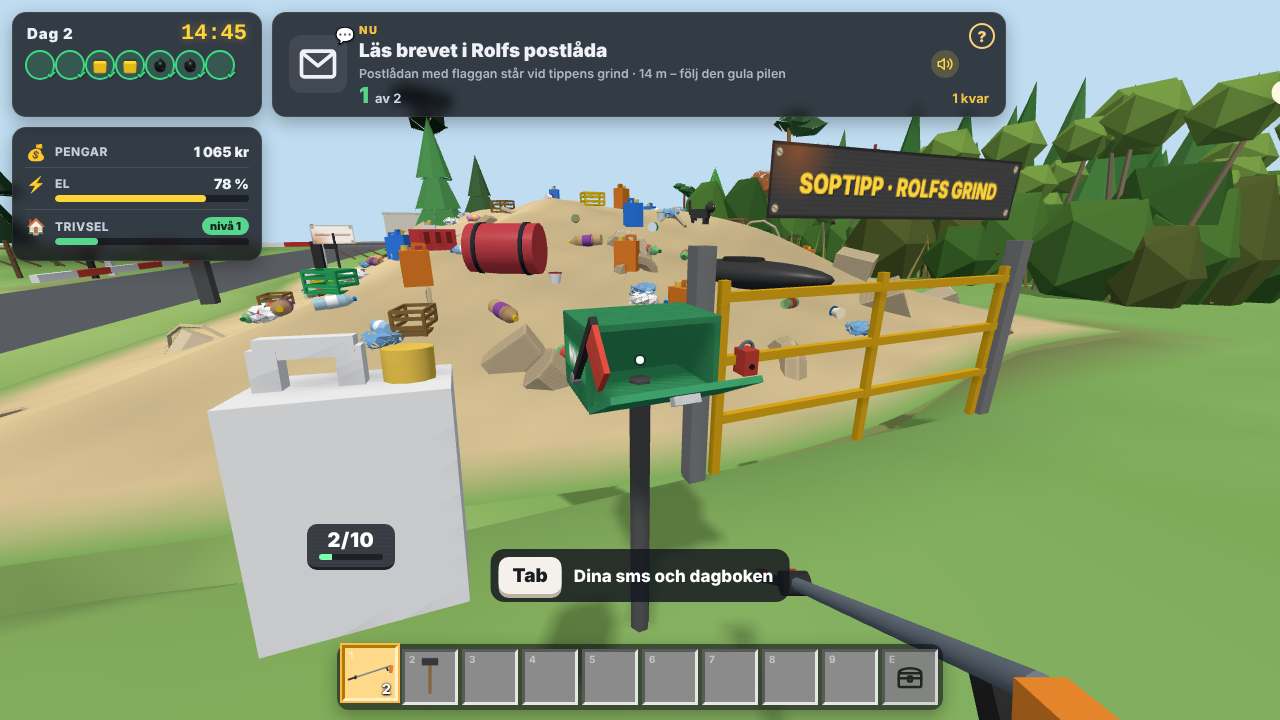 Dag 2
14:45
NU
Läs brevet i Rolfs postlåda
Postlådan med flaggan står vid tippens grind · 14 m – följ den gula pilen
1 av 2
1 kvar
?
PENGAR 1 065 kr
EL 78 %
TRIVSEL nivå 1
SOPTIPP · ROLFS GRIND
2/10
Tab Dina sms och dagboken
2
2 3 4 5 6 7 8 9 E